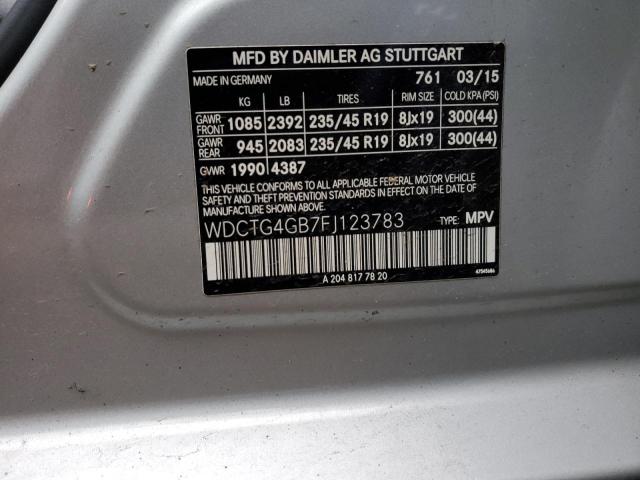 MFD BY DAIMLER AG STUTTGART
MADE IN GERMANY 761 03/15
KG LB TIRES RIM SIZE COLD KPA(PSI)
GAWR FRONT 1085 2392 235/45 R19 8Jx19 300(44)
GAWR REAR 945 2083 235/45 R19 8Jx19 300(44)
GVWR 1990 4387
THIS VEHICLE CONFORMS TO ALL APPLICABLE FEDERAL MOTOR VEHICLE
SAFETY AND THEFT PREVENTION STANDARDS IN EFFECT ON THE DATE OF
MANUFACTURE SHOWN ABOVE.
WDCTG4GB7FJ123783 TYPE: MPV
A 204 817 78 20 47545686